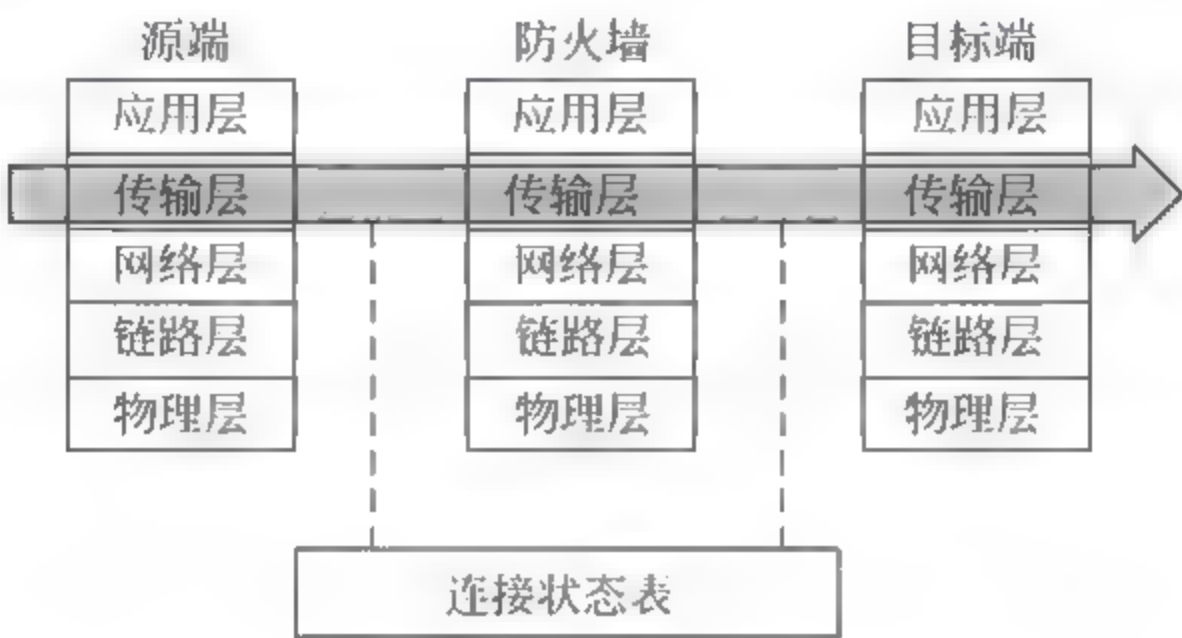 源端 防火墙 目标端
应用层 应用层 应用层
传输层 传输层 传输层
网络层 网络层 网络层
链路层 链路层 链路层
物理层 物理层 物理层
连接状态表